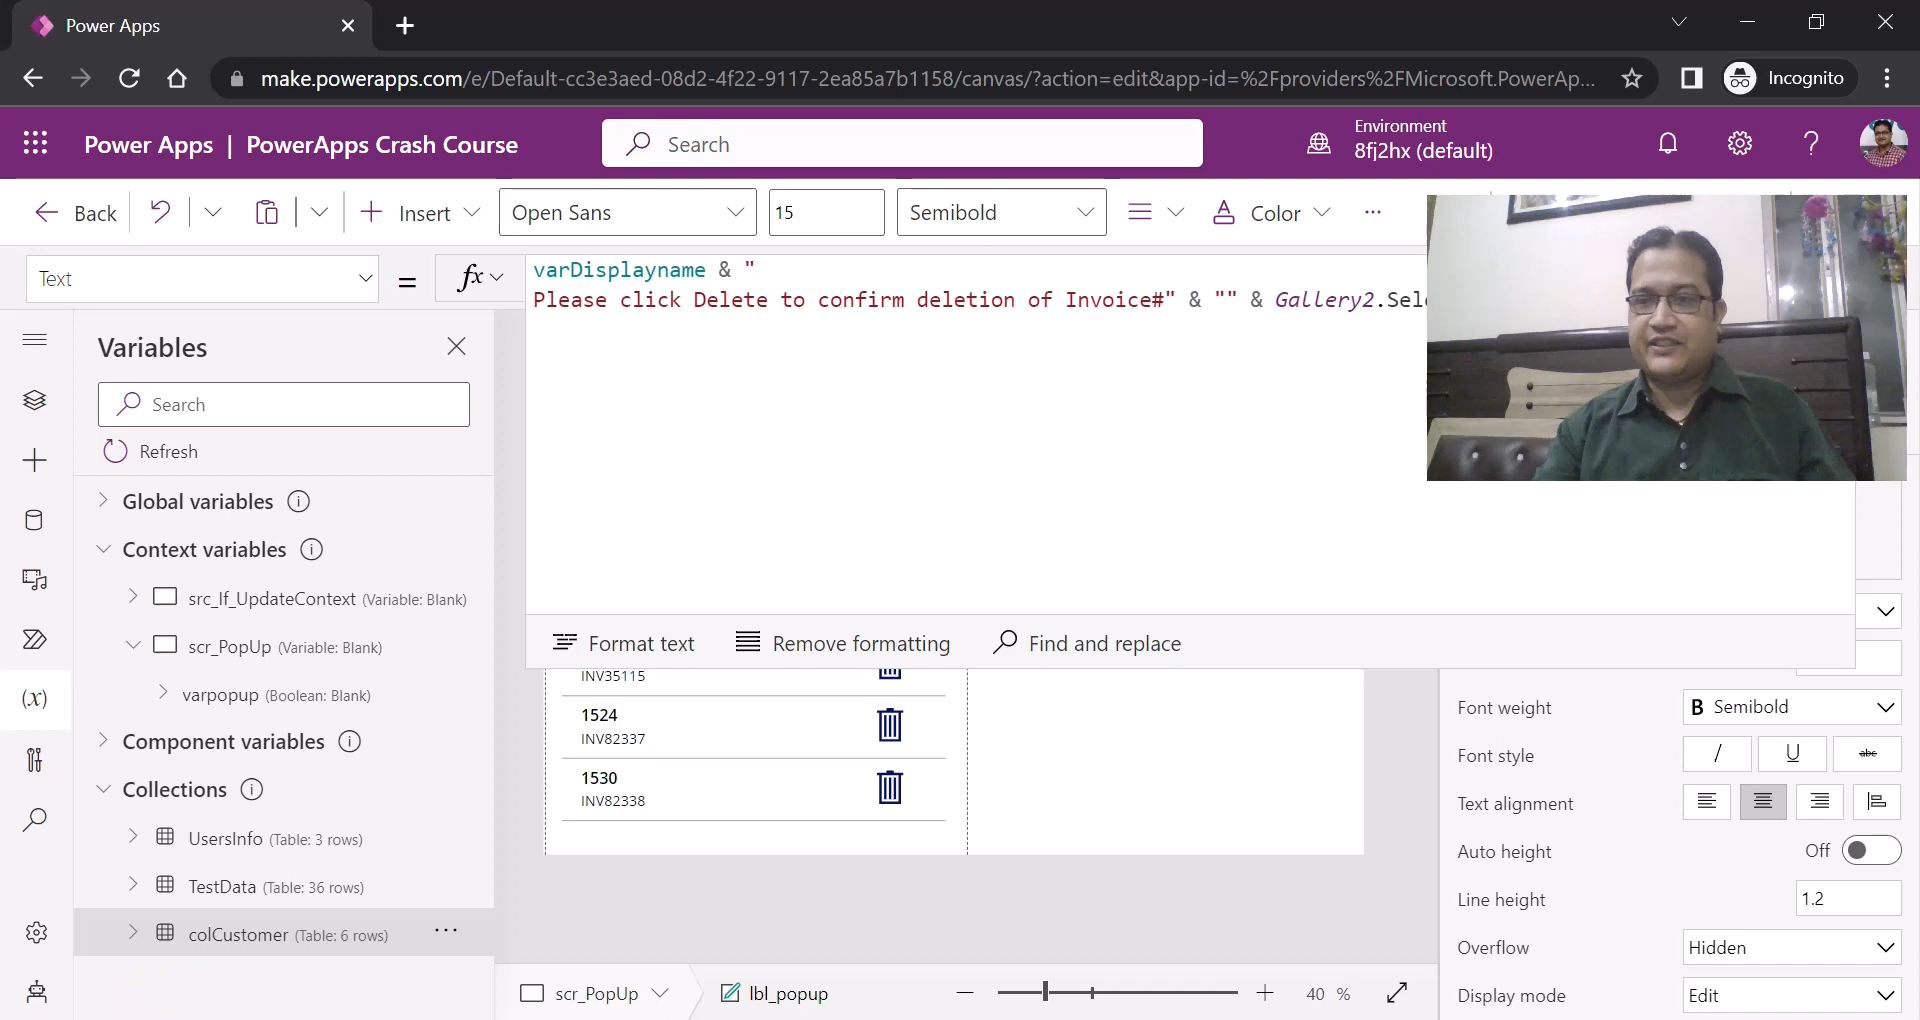 Power Apps
make.powerapps.com/e/Default-cc3e3aed-08d2-4f22-9117-2ea85a7b1158/canvas/?action=edit&app-id=%2Fproviders%2FMicrosoft.PowerAp...
Incognito
Power Apps | PowerApps Crash Course
Search
Environment
8fj2hx (default)
Back
Insert
Open Sans
15
Semibold
Color
Text
=
fx
varDisplayname & "
Please click Delete to confirm deletion of Invoice#" & "" & Gallery2.Sel
Variables
Search
Refresh
Global variables
Context variables
src_If_UpdateContext (Variable: Blank)
scr_PopUp (Variable: Blank)
varpopup (Boolean: Blank)
Component variables
Collections
UsersInfo (Table: 3 rows)
TestData (Table: 36 rows)
colCustomer (Table: 6 rows)
Format text
Remove formatting
Find and replace
INV35115
1524
INV82337
1530
INV82338
Font weight
B Semibold
Font style
/ U abc
Text alignment
Auto height
Off
Line height
1.2
Overflow
Hidden
Display mode
Edit
scr_PopUp
lbl_popup
40 %